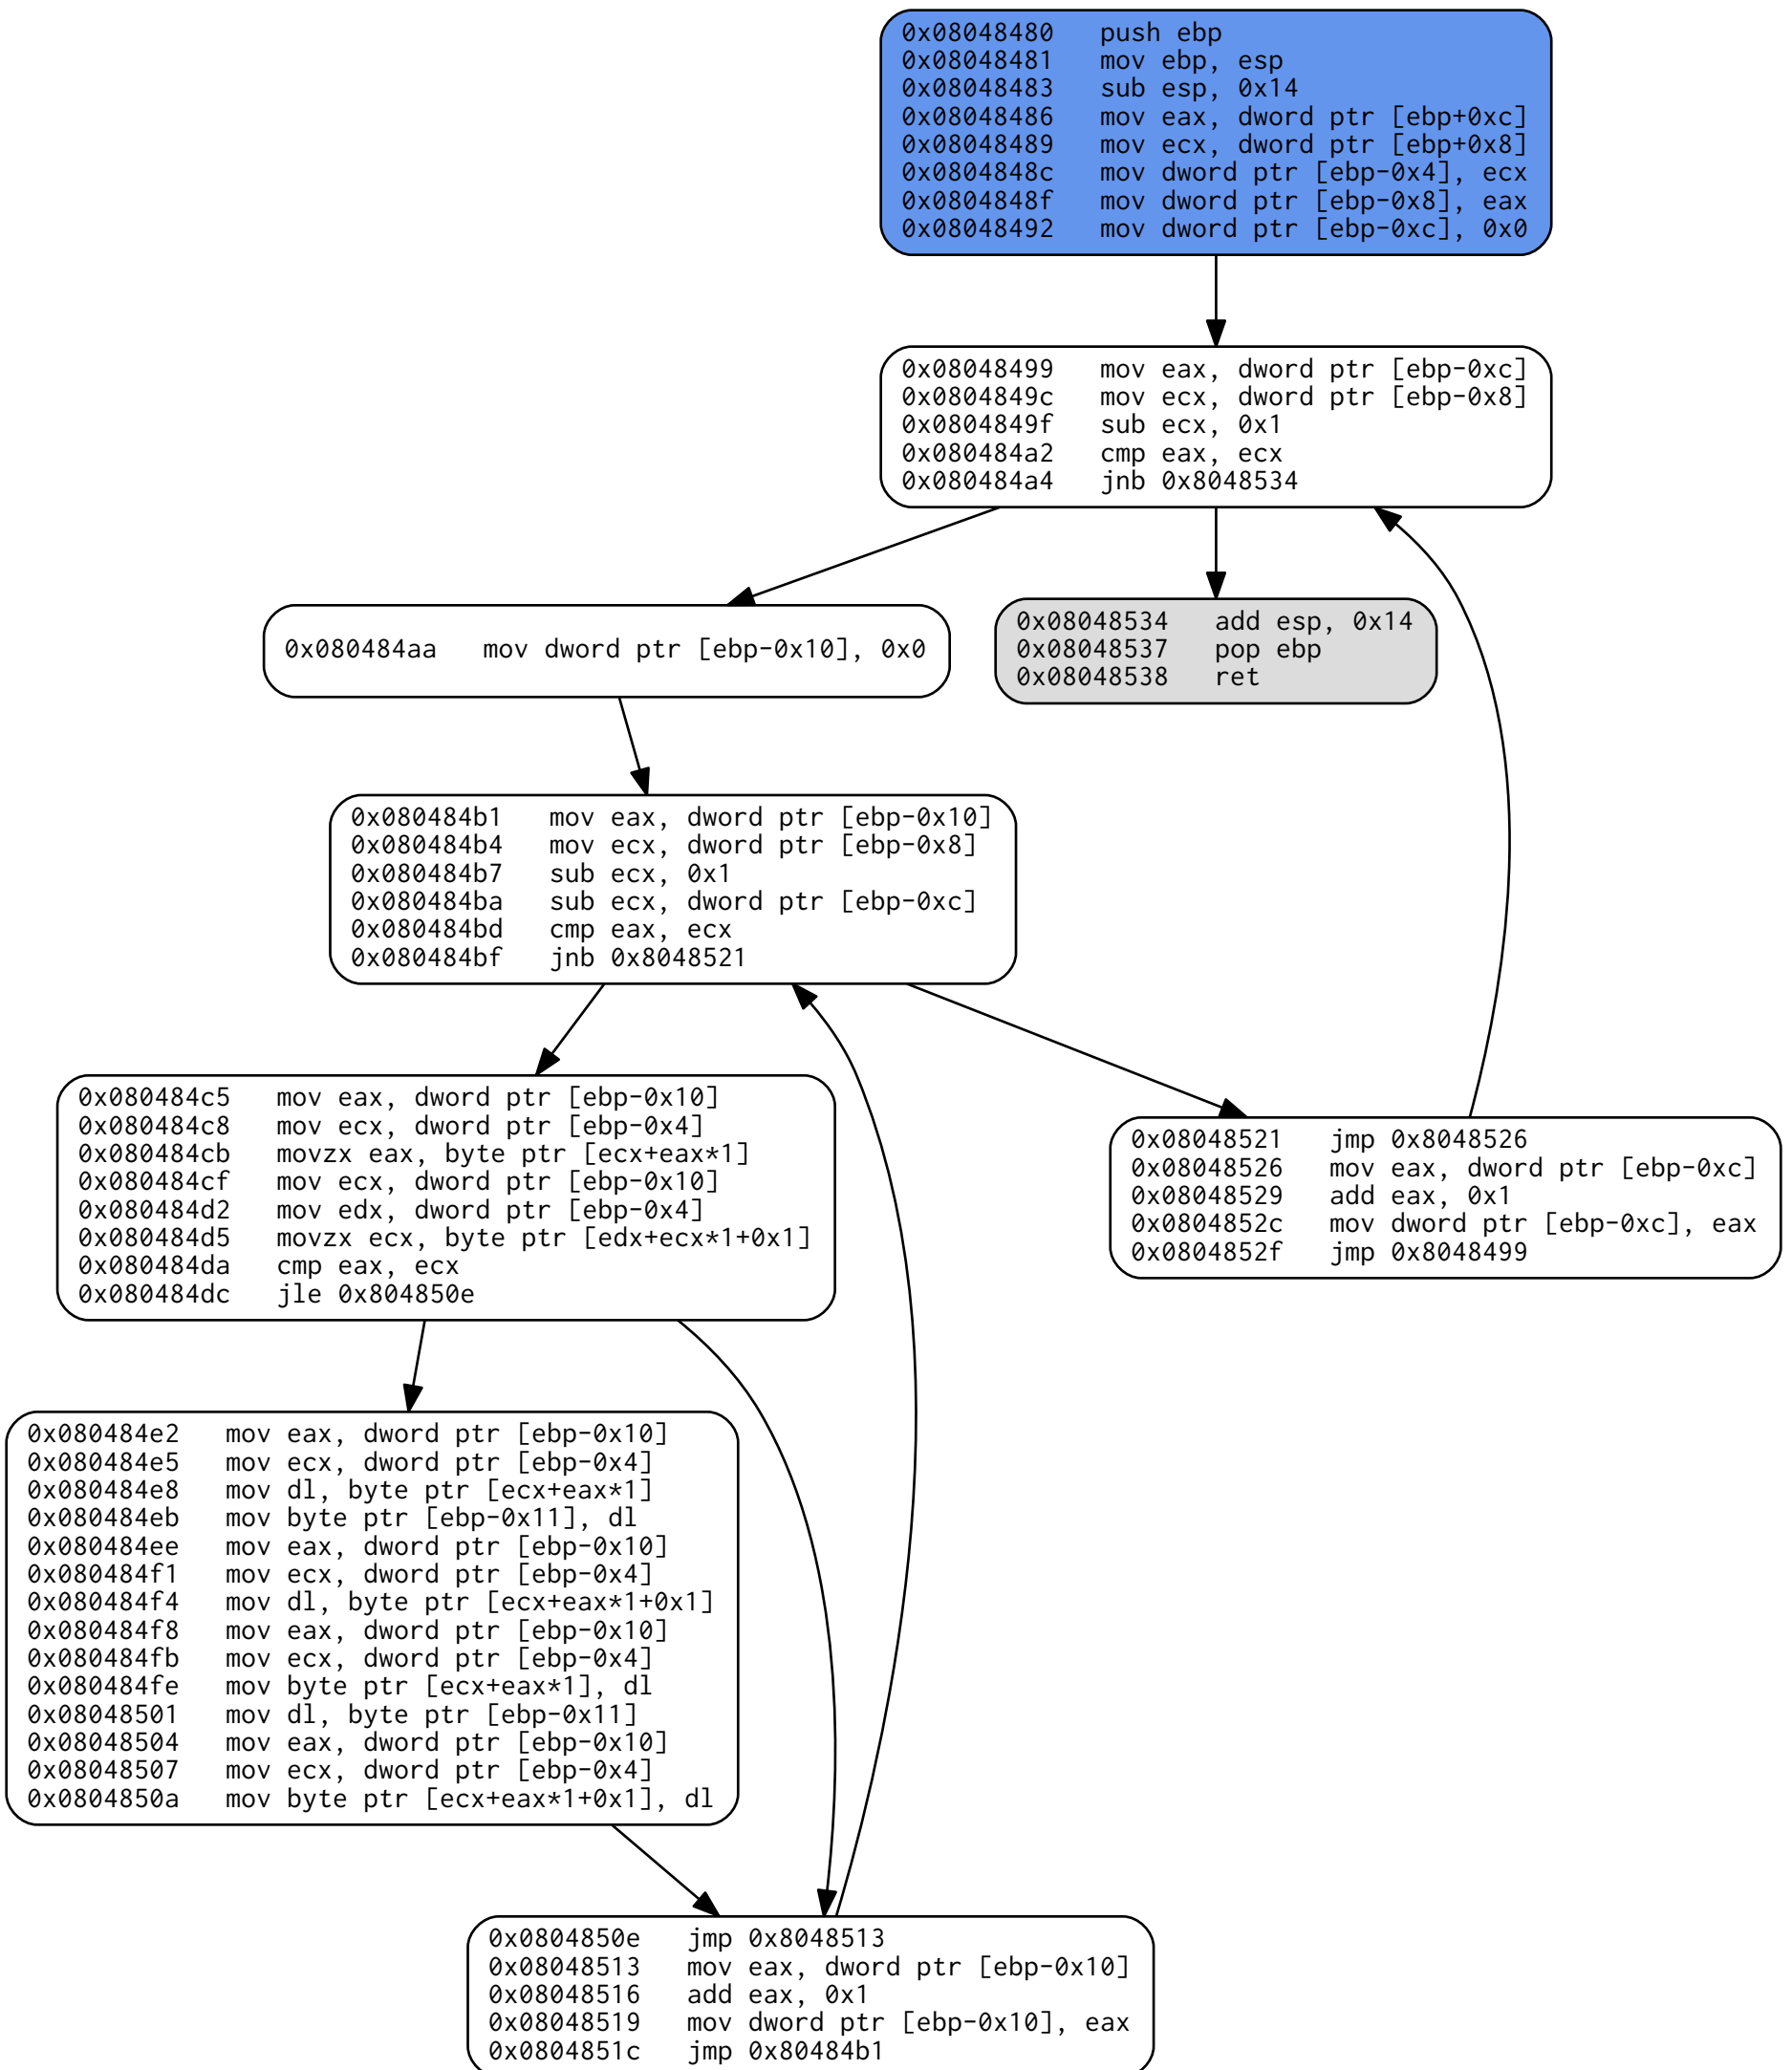 0x08048480   push ebp
0x08048481   mov ebp, esp
0x08048483   sub esp, 0x14
0x08048486   mov eax, dword ptr [ebp+0xc]
0x08048489   mov ecx, dword ptr [ebp+0x8]
0x0804848c   mov dword ptr [ebp-0x4], ecx
0x0804848f   mov dword ptr [ebp-0x8], eax
0x08048492   mov dword ptr [ebp-0xc], 0x0
0x08048499   mov eax, dword ptr [ebp-0xc]
0x0804849c   mov ecx, dword ptr [ebp-0x8]
0x0804849f   sub ecx, 0x1
0x080484a2   cmp eax, ecx
0x080484a4   jnb 0x8048534
0x080484aa   mov dword ptr [ebp-0x10], 0x0
0x08048534   add esp, 0x14
0x08048537   pop ebp
0x08048538   ret
0x080484b1   mov eax, dword ptr [ebp-0x10]
0x080484b4   mov ecx, dword ptr [ebp-0x8]
0x080484b7   sub ecx, 0x1
0x080484ba   sub ecx, dword ptr [ebp-0xc]
0x080484bd   cmp eax, ecx
0x080484bf   jnb 0x8048521
0x080484c5   mov eax, dword ptr [ebp-0x10]
0x080484c8   mov ecx, dword ptr [ebp-0x4]
0x080484cb   movzx eax, byte ptr [ecx+eax*1]
0x080484cf   mov ecx, dword ptr [ebp-0x10]
0x080484d2   mov edx, dword ptr [ebp-0x4]
0x080484d5   movzx ecx, byte ptr [edx+ecx*1+0x1]
0x080484da   cmp eax, ecx
0x080484dc   jle 0x804850e
0x08048521   jmp 0x8048526
0x08048526   mov eax, dword ptr [ebp-0xc]
0x08048529   add eax, 0x1
0x0804852c   mov dword ptr [ebp-0xc], eax
0x0804852f   jmp 0x8048499
0x080484e2   mov eax, dword ptr [ebp-0x10]
0x080484e5   mov ecx, dword ptr [ebp-0x4]
0x080484e8   mov dl, byte ptr [ecx+eax*1]
0x080484eb   mov byte ptr [ebp-0x11], dl
0x080484ee   mov eax, dword ptr [ebp-0x10]
0x080484f1   mov ecx, dword ptr [ebp-0x4]
0x080484f4   mov dl, byte ptr [ecx+eax*1+0x1]
0x080484f8   mov eax, dword ptr [ebp-0x10]
0x080484fb   mov ecx, dword ptr [ebp-0x4]
0x080484fe   mov byte ptr [ecx+eax*1], dl
0x08048501   mov dl, byte ptr [ebp-0x11]
0x08048504   mov eax, dword ptr [ebp-0x10]
0x08048507   mov ecx, dword ptr [ebp-0x4]
0x0804850a   mov byte ptr [ecx+eax*1+0x1], dl
0x0804850e   jmp 0x8048513
0x08048513   mov eax, dword ptr [ebp-0x10]
0x08048516   add eax, 0x1
0x08048519   mov dword ptr [ebp-0x10], eax
0x0804851c   jmp 0x80484b1